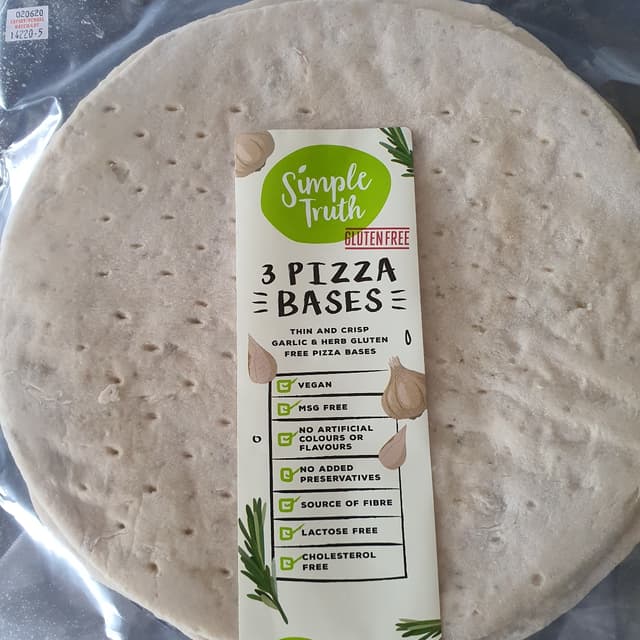 020620
14220-5
Simple
Truth
GLUTEN FREE
3 PIZZA
BASES
THIN AND CRISP
GARLIC & HERB GLUTEN
FREE PIZZA BASES
VEGAN
MSG FREE
NO ARTIFICIAL
COLOURS OR
FLAVOURS
NO ADDED
PRESERVATIVES
SOURCE OF FIBRE
LACTOSE FREE
CHOLESTEROL
FREE